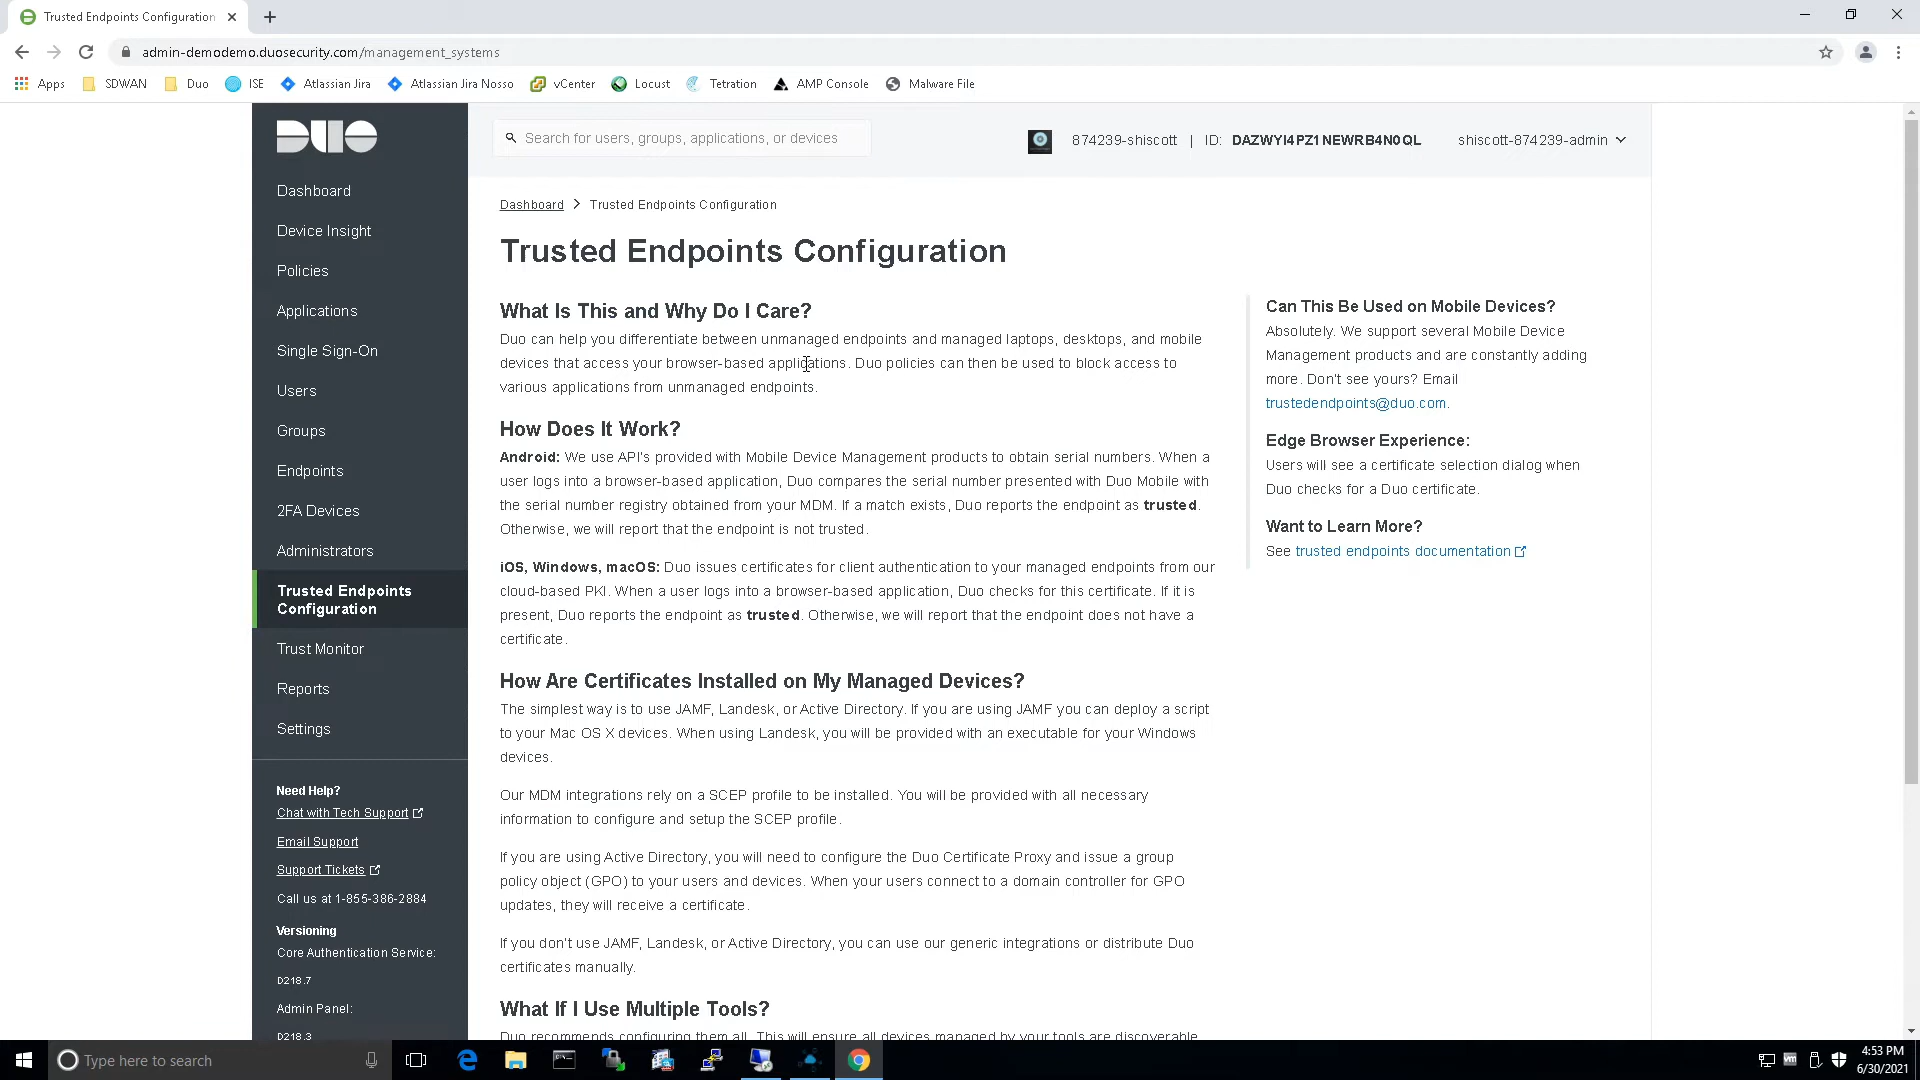 Trusted Endpoints Configuration
admin-demodemo.duosecurity.com/management_systems
Apps SDWAN Duo ISE Atlassian Jira Atlassian Jira Nosso vCenter Locust Tetration AMP Console Malware File
DUO
Dashboard
Device Insight
Policies
Applications
Single Sign-On
Users
Groups
Endpoints
2FA Devices
Administrators
Trusted Endpoints
Configuration
Trust Monitor
Reports
Settings
Need Help?
Chat with Tech Support
Email Support
Support Tickets
Call us at 1-855-386-2884
Versioning
Core Authentication Service:
D218.7
Admin Panel:
D218.3
Search for users, groups, applications, or devices
874239-shiscott | ID: DAZWYI4PZ1NEWRB4N0QL shiscott-874239-admin
Dashboard > Trusted Endpoints Configuration
Trusted Endpoints Configuration
What Is This and Why Do I Care?
Duo can help you differentiate between unmanaged endpoints and managed laptops, desktops, and mobile
devices that access your browser-based applications. Duo policies can then be used to block access to
various applications from unmanaged endpoints.
How Does It Work?
Android: We use API's provided with Mobile Device Management products to obtain serial numbers. When a
user logs into a browser-based application, Duo compares the serial number presented with Duo Mobile with
the serial number registry obtained from your MDM. If a match exists, Duo reports the endpoint as trusted.
Otherwise, we will report that the endpoint is not trusted.
iOS, Windows, macOS: Duo issues certificates for client authentication to your managed endpoints from our
cloud-based PKI. When a user logs into a browser-based application, Duo checks for this certificate. If it is
present, Duo reports the endpoint as trusted. Otherwise, we will report that the endpoint does not have a
certificate.
How Are Certificates Installed on My Managed Devices?
The simplest way is to use JAMF, Landesk, or Active Directory. If you are using JAMF you can deploy a script
to your Mac OS X devices. When using Landesk, you will be provided with an executable for your Windows
devices.
Our MDM integrations rely on a SCEP profile to be installed. You will be provided with all necessary
information to configure and setup the SCEP profile.
If you are using Active Directory, you will need to configure the Duo Certificate Proxy and issue a group
policy object (GPO) to your users and devices. When your users connect to a domain controller for GPO
updates, they will receive a certificate.
If you don't use JAMF, Landesk, or Active Directory, you can use our generic integrations or distribute Duo
certificates manually.
What If I Use Multiple Tools?
Duo recommends configuring them all. This will ensure all devices managed by your tools are discoverable
Can This Be Used on Mobile Devices?
Absolutely. We support several Mobile Device
Management products and are constantly adding
more. Don't see yours? Email
trustedendpoints@duo.com.
Edge Browser Experience:
Users will see a certificate selection dialog when
Duo checks for a Duo certificate.
Want to Learn More?
See trusted endpoints documentation
Type here to search
4:53 PM
6/30/2021